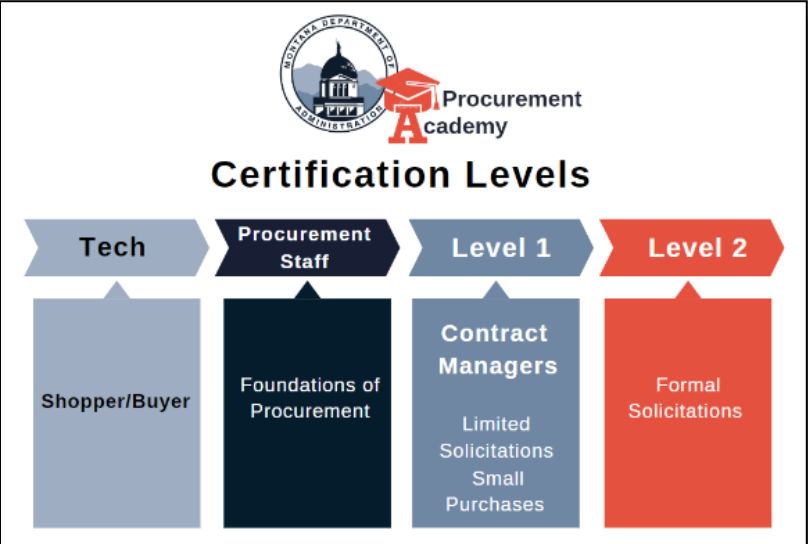 MONTANA DEPARTMENT OF
ADMINISTRATION
Procurement
Academy
Certification Levels
Tech
Procurement
Staff
Level 1
Level 2
Shopper/Buyer
Foundations of
Procurement
Contract
Managers
Limited
Solicitations
Small
Purchases
Formal
Solicitations